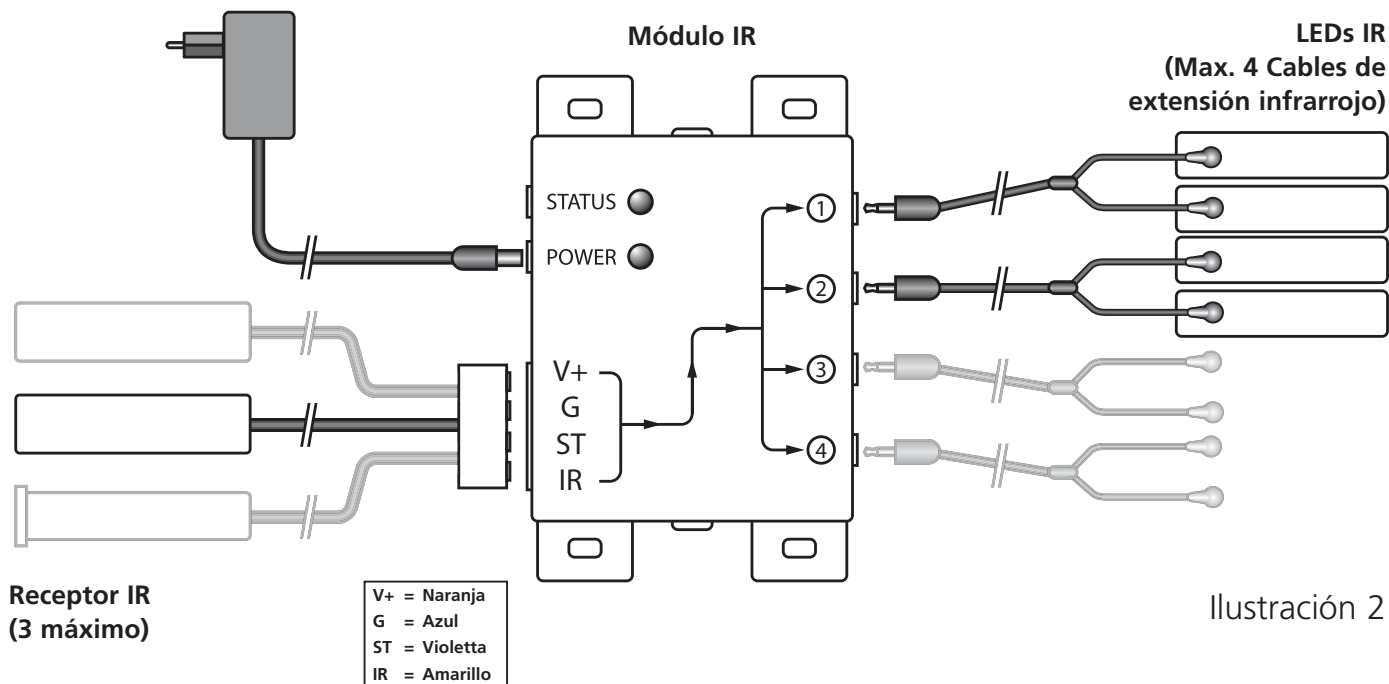 Módulo IR
LEDs IR
(Max. 4 Cables de
extensión infrarrojo)
STATUS
POWER
1
2
3
4
V+
G
ST
IR
Receptor IR
(3 máximo)
V+ = Naranja
G = Azul
ST = Violetta
IR = Amarillo
Ilustración 2